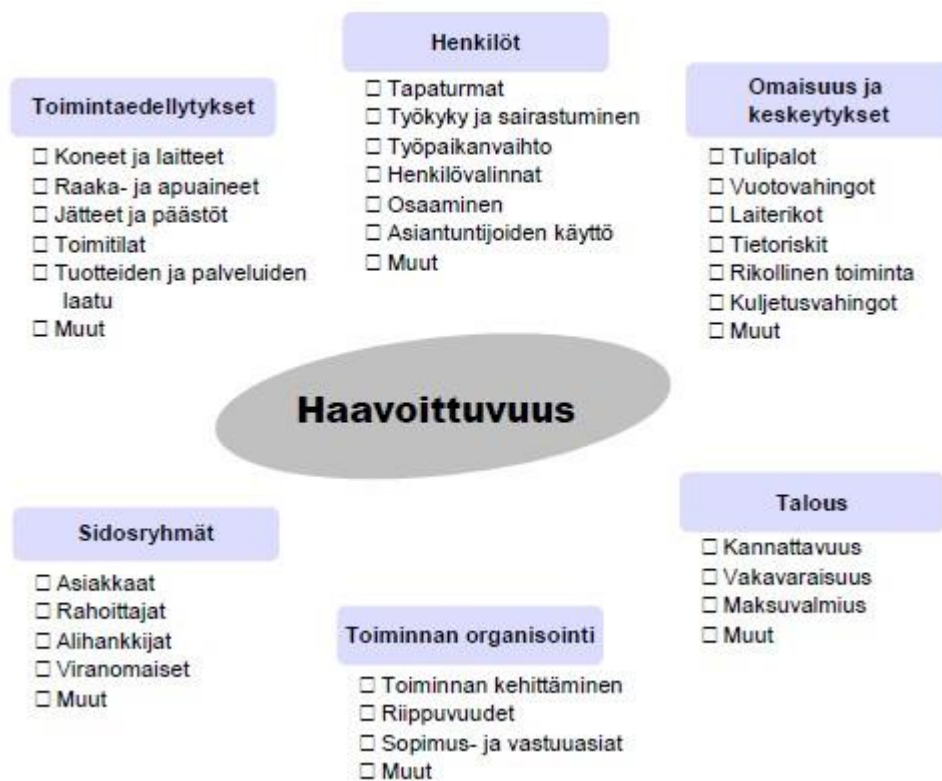 Henkilöt
☐ Tapaturmat
☐ Työkyky ja sairastuminen
☐ Työpaikanvaihto
☐ Henkilövalinnat
☐ Osaaminen
☐ Asiantuntijoiden käyttö
☐ Muut
Toimintaedellytykset
☐ Koneet ja laitteet
☐ Raaka- ja apuaineet
☐ Jätteet ja päästöt
☐ Toimitilat
☐ Tuotteiden ja palveluiden
laatu
☐ Muut
Omaisuus ja
keskeytykset
☐ Tulipalot
☐ Vuotovahingot
☐ Laiterikot
☐ Tietoriskit
☐ Rikollinen toiminta
☐ Kuljetusvahingot
☐ Muut
Haavoittuvuus
Sidosryhmät
☐ Asiakkaat
☐ Rahoittajat
☐ Alihankkijat
☐ Viranomaiset
☐ Muut
Toiminnan organisointi
☐ Toiminnan kehittäminen
☐ Riippuvuudet
☐ Sopimus- ja vastuuasiat
☐ Muut
Talous
☐ Kannattavuus
☐ Vakavaraisuus
☐ Maksuvalmius
☐ Muut